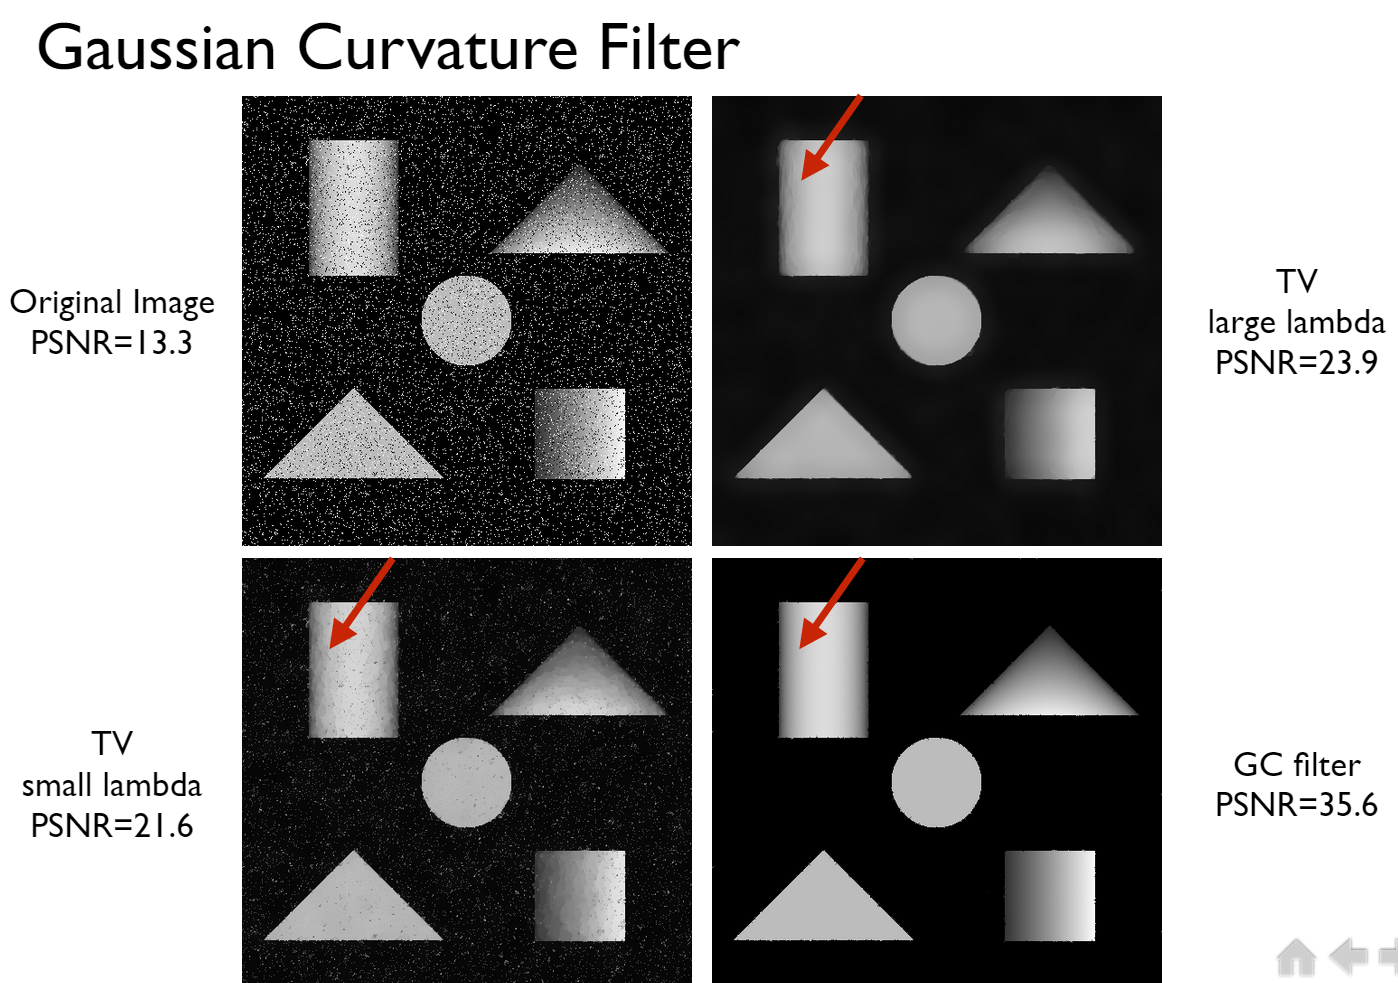 Gaussian Curvature Filter
Original Image
PSNR=13.3
TV
large lambda
PSNR=23.9
TV
small lambda
PSNR=21.6
GC filter
PSNR=35.6